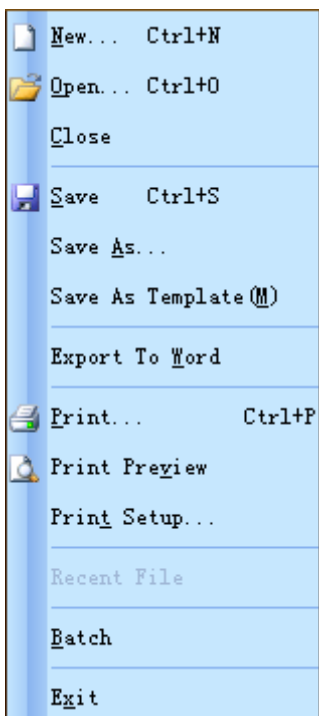 New... Ctrl+N
Open... Ctrl+O
Close
Save Ctrl+S
Save As...
Save As Template(M)
Export To Word
Print... Ctrl+P
Print Preview
Print Setup...
Recent File
Batch
Exit